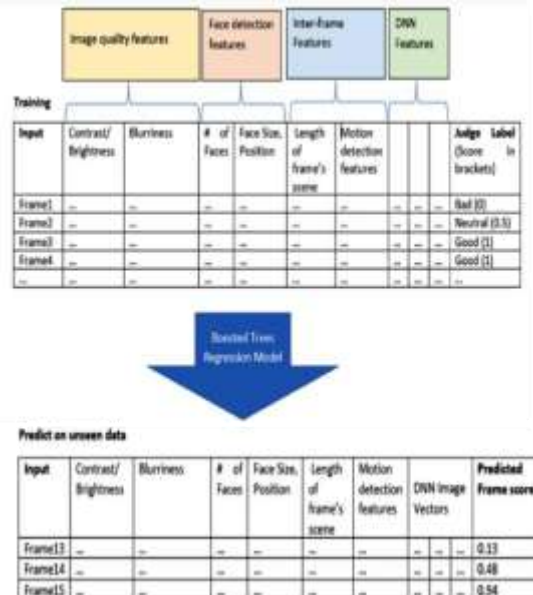 Image quality features
Face detection
features
Inter-frame
Features
DNN
Features
Training
Input
Contrast/
Brightness
Blurriness
# of
Faces
Face Size,
Position
Length
of
frame's
scene
Motion
detection
features
Judge Label
(Score in
brackets)
Frame1 ... ... ... ... ... ... ... ... ... Bad (0)
Frame2 ... ... ... ... ... ... ... ... ... Neutral (0.5)
Frame3 ... ... ... ... ... ... ... ... ... Good (1)
Frame4 ... ... ... ... ... ... ... ... ... Good (1)
... ... ... ... ... ... ... ... ... ... ...
Boosted Trees
Regression Model
Predict on unseen data
Input
Contrast/
Brightness
Blurriness
# of
Faces
Face Size,
Position
Length
of
frame's
scene
Motion
detection
features
DNN Image
Vectors
Predicted
Frame score
Frame13 ... ... ... ... ... ... ... ... ... 0.13
Frame14 ... ... ... ... ... ... ... ... ... 0.48
Frame15 ... ... ... ... ... ... ... ... ... 0.94